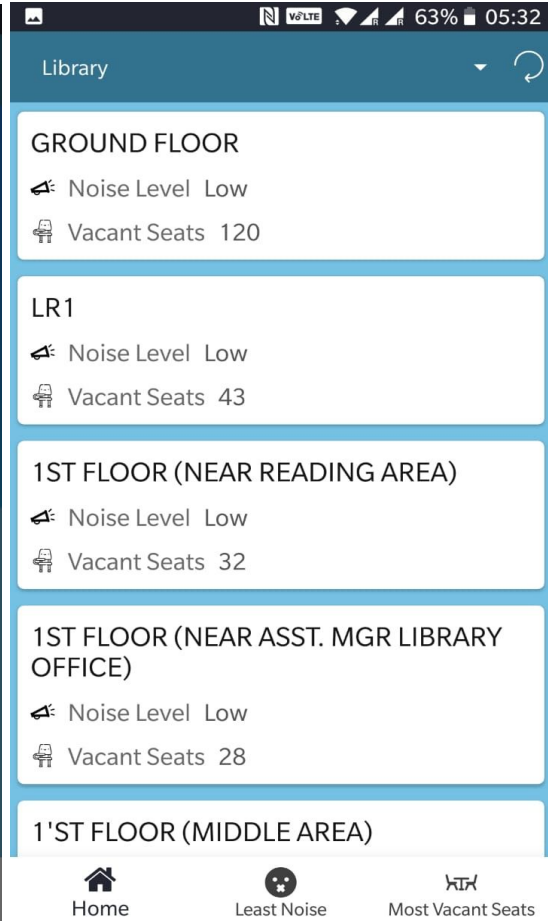 VoLTE 63% 05:32
Library
GROUND FLOOR
Noise Level Low
Vacant Seats 120
LR1
Noise Level Low
Vacant Seats 43
1ST FLOOR (NEAR READING AREA)
Noise Level Low
Vacant Seats 32
1ST FLOOR (NEAR ASST. MGR LIBRARY
OFFICE)
Noise Level Low
Vacant Seats 28
1'ST FLOOR (MIDDLE AREA)
Home Least Noise Most Vacant Seats